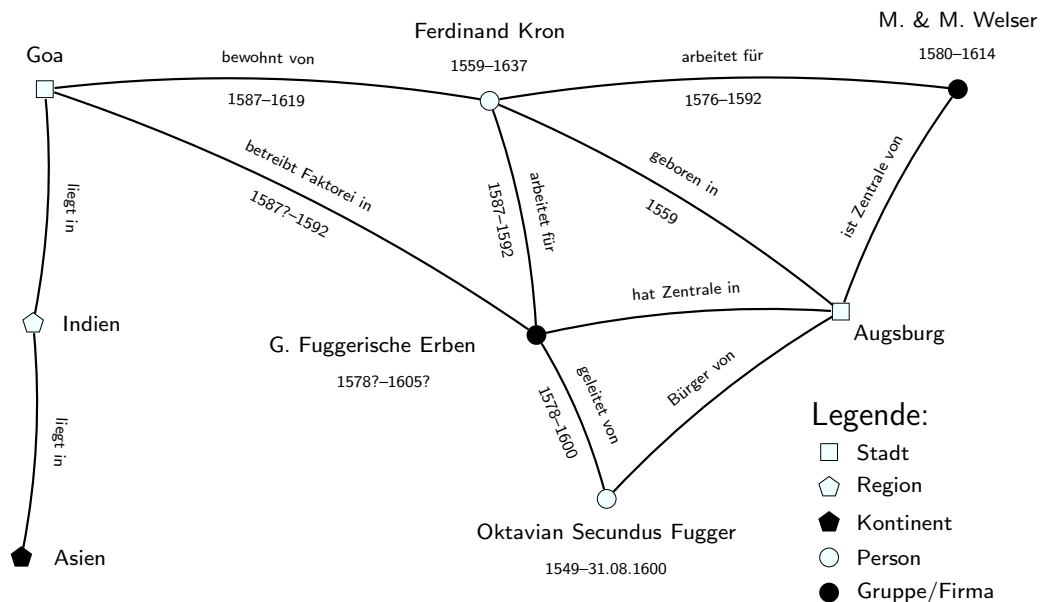 M. & M. Welser
1580–1614
Ferdinand Kron
1559–1637
Goa
bewohnt von
1587–1619
arbeitet für
1576–1592
betreibt Faktorei in
1587?–1592
geboren in
1559
arbeitet für
1587–1592
ist Zentrale von
liegt in
Indien
hat Zentrale in
Augsburg
G. Fuggerische Erben
1578?–1605?
geleitet von
1578–1600
Bürger von
liegt in
Asien
Oktavian Secundus Fugger
1549–31.08.1600
Legende:
Stadt
Region
Kontinent
Person
Gruppe/Firma